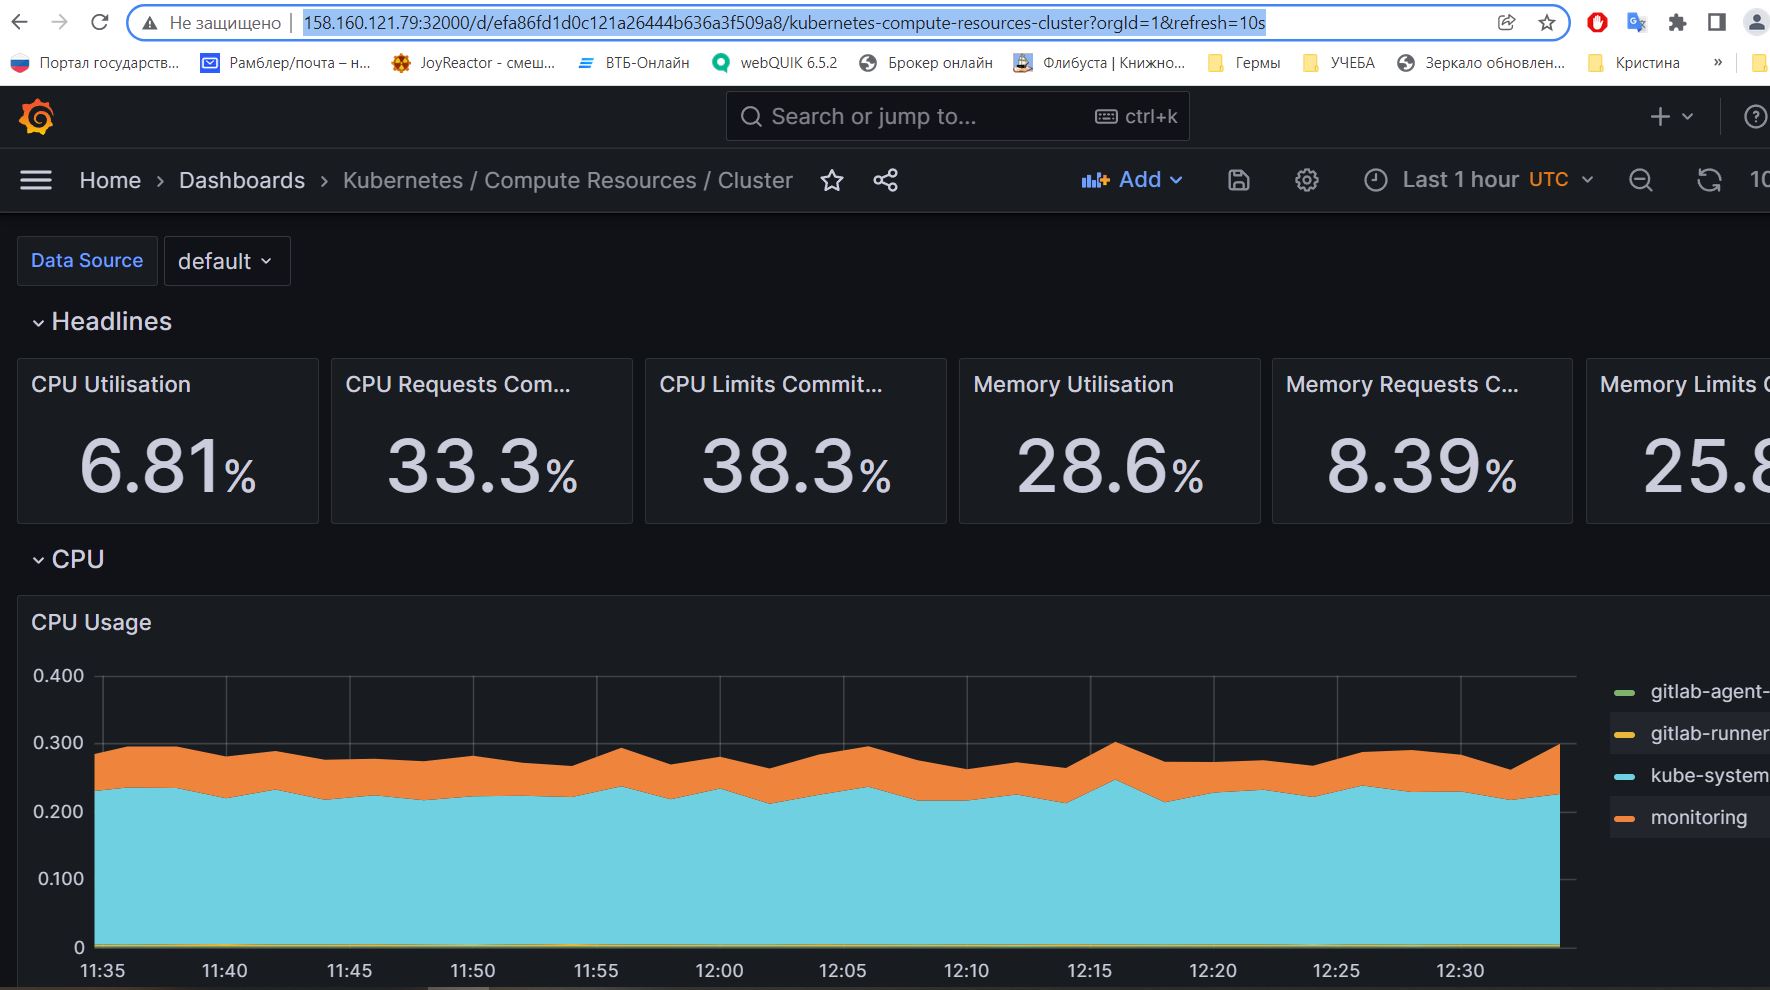 Не защищено | 158.160.121.79:32000/d/efa86fd1d0c121a26444b636a3f509a8/kubernetes-compute-resources-cluster?orgId=1&refresh=10s
Портал государств... Рамблер/почта – н... JoyReactor - смеш... ВТБ-Онлайн webQUIK 6.5.2 Брокер онлайн Флибуста | Книжно... Гермы УЧЕБА Зеркало обновлен... Кристина »
Search or jump to... ctrl+k
Home › Dashboards › Kubernetes / Compute Resources / Cluster Add Last 1 hour UTC 10
Data Source default
Headlines
CPU Utilisation CPU Requests Com... CPU Limits Commit... Memory Utilisation Memory Requests C... Memory Limits C
6.81% 33.3% 38.3% 28.6% 8.39% 25.8
CPU
CPU Usage
0.400
0.300
0.200
0.100
0
11:35 11:40 11:45 11:50 11:55 12:00 12:05 12:10 12:15 12:20 12:25 12:30
gitlab-agent-
gitlab-runner
kube-system
monitoring